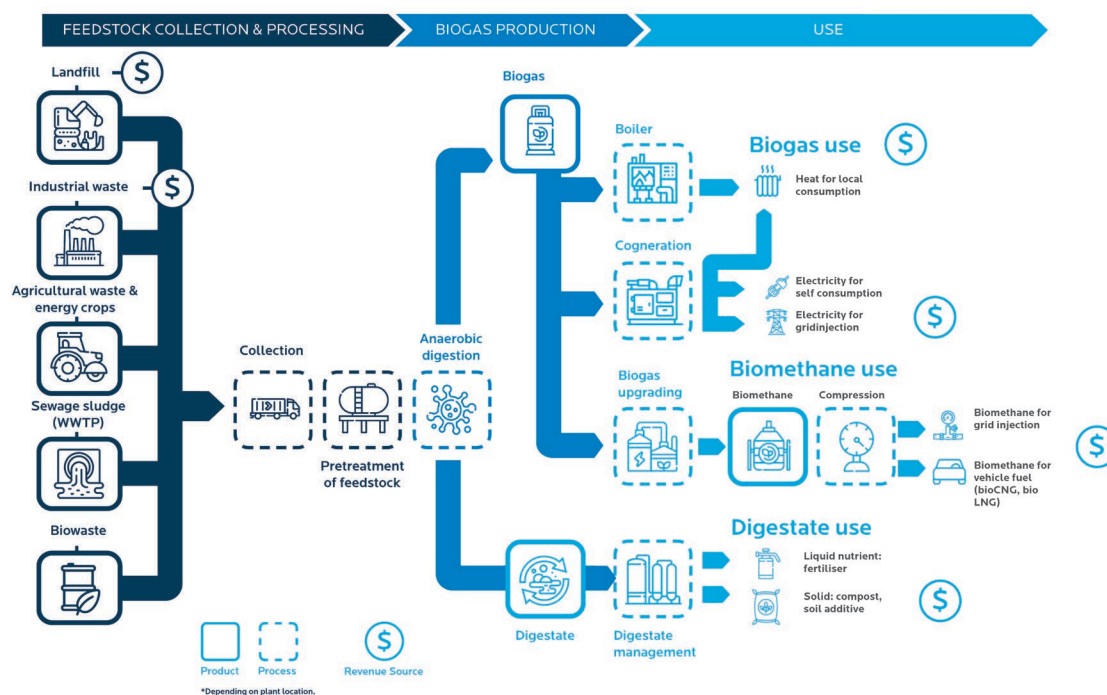 FEEDSTOCK COLLECTION & PROCESSING
BIOGAS PRODUCTION
USE
Landfill
$
Industrial waste
$
Agricultural waste &
energy crops
Sewage sludge
(WWTP)
Biowaste
Collection
Pretreatment
of feedstock
Anaerobic
digestion
Biogas
Boiler
Biogas use
$
Heat for local
consumption
Cogneration
Electricity for
self consumption
Electricity for
gridinjection
$
Biogas
upgrading
Biomethane use
Biomethane
Compression
Biomethane for
grid injection
Biomethane for
vehicle fuel
(bioCNG, bio
LNG)
$
Digestate use
Digestate
Digestate
management
Liquid nutrient:
fertiliser
Solid: compost,
soil additive
$
Product
Process
$
Revenue Source
*Depending on plant location.